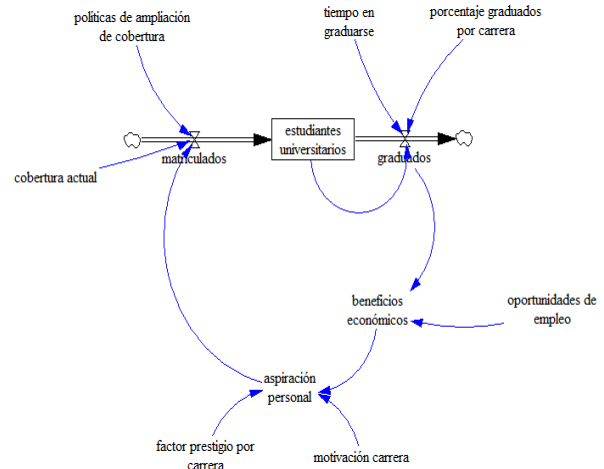 políticas de ampliación
de cobertura
tiempo en
graduarse
porcentaje graduados
por carrera
estudiantes
universitarios
matriculados
graduados
cobertura actual
beneficios
económicos
oportunidades de
empleo
aspiración
personal
factor prestigio por
carrera
motivación carrera